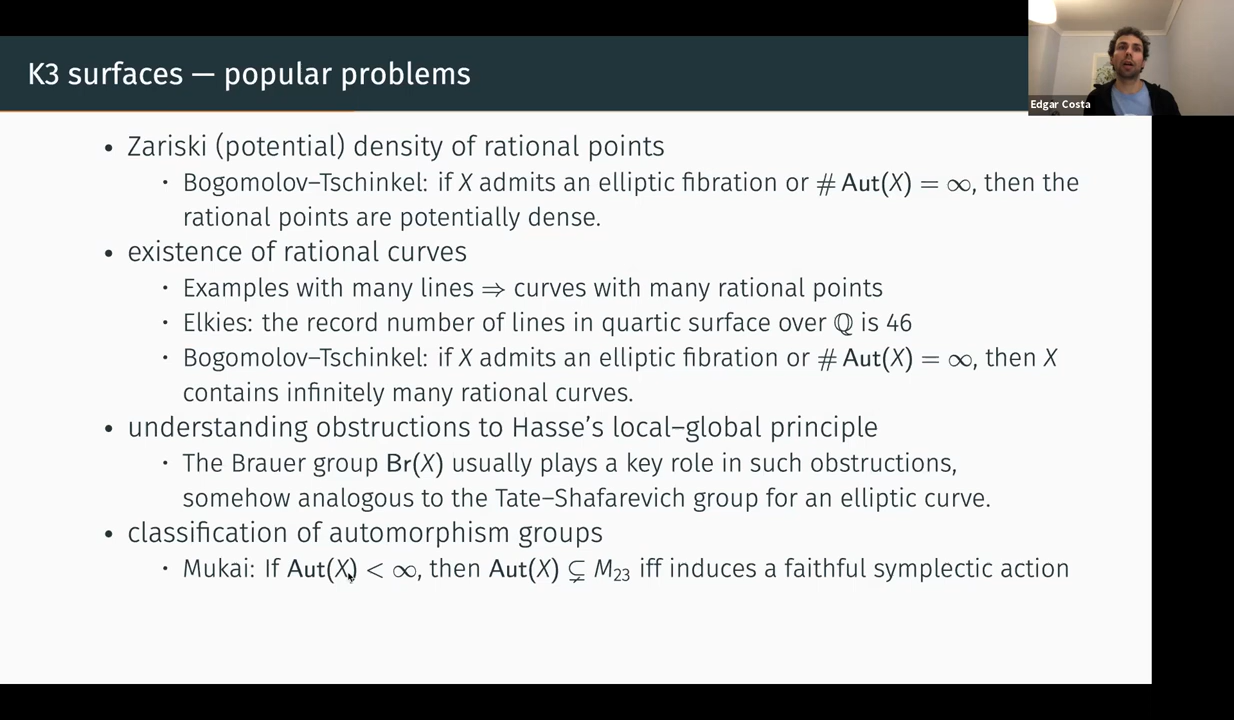 K3 surfaces — popular problems
Edgar Costa
• Zariski (potential) density of rational points
· Bogomolov–Tschinkel: if X admits an elliptic fibration or # Aut(X) = ∞, then the
rational points are potentially dense.
• existence of rational curves
· Examples with many lines ⇒ curves with many rational points
· Elkies: the record number of lines in quartic surface over ℚ is 46
· Bogomolov–Tschinkel: if X admits an elliptic fibration or # Aut(X) = ∞, then X
contains infinitely many rational curves.
• understanding obstructions to Hasse's local–global principle
· The Brauer group Br(X) usually plays a key role in such obstructions,
somehow analogous to the Tate–Shafarevich group for an elliptic curve.
• classification of automorphism groups
· Mukai: If Aut(X) < ∞, then Aut(X) ⊊ M₂₃ iff induces a faithful symplectic action